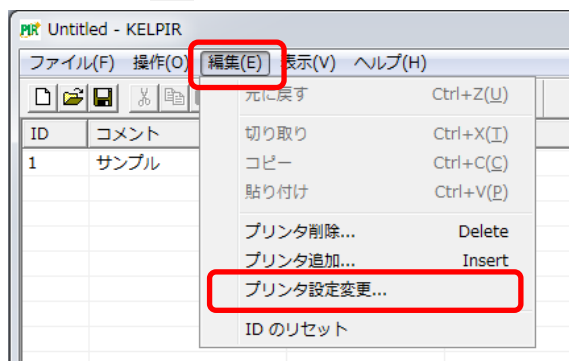 PIR Untitled - KELPIR
ファイル(F) 操作(O) 編集(E) 表示(V) ヘルプ(H)
元に戻す Ctrl+Z(U)
ID コメント 切り取り Ctrl+X(T)
1 サンプル コピー Ctrl+C(C)
貼り付け Ctrl+V(P)
プリンタ削除... Delete
プリンタ追加... Insert
プリンタ設定変更...
ID のリセット